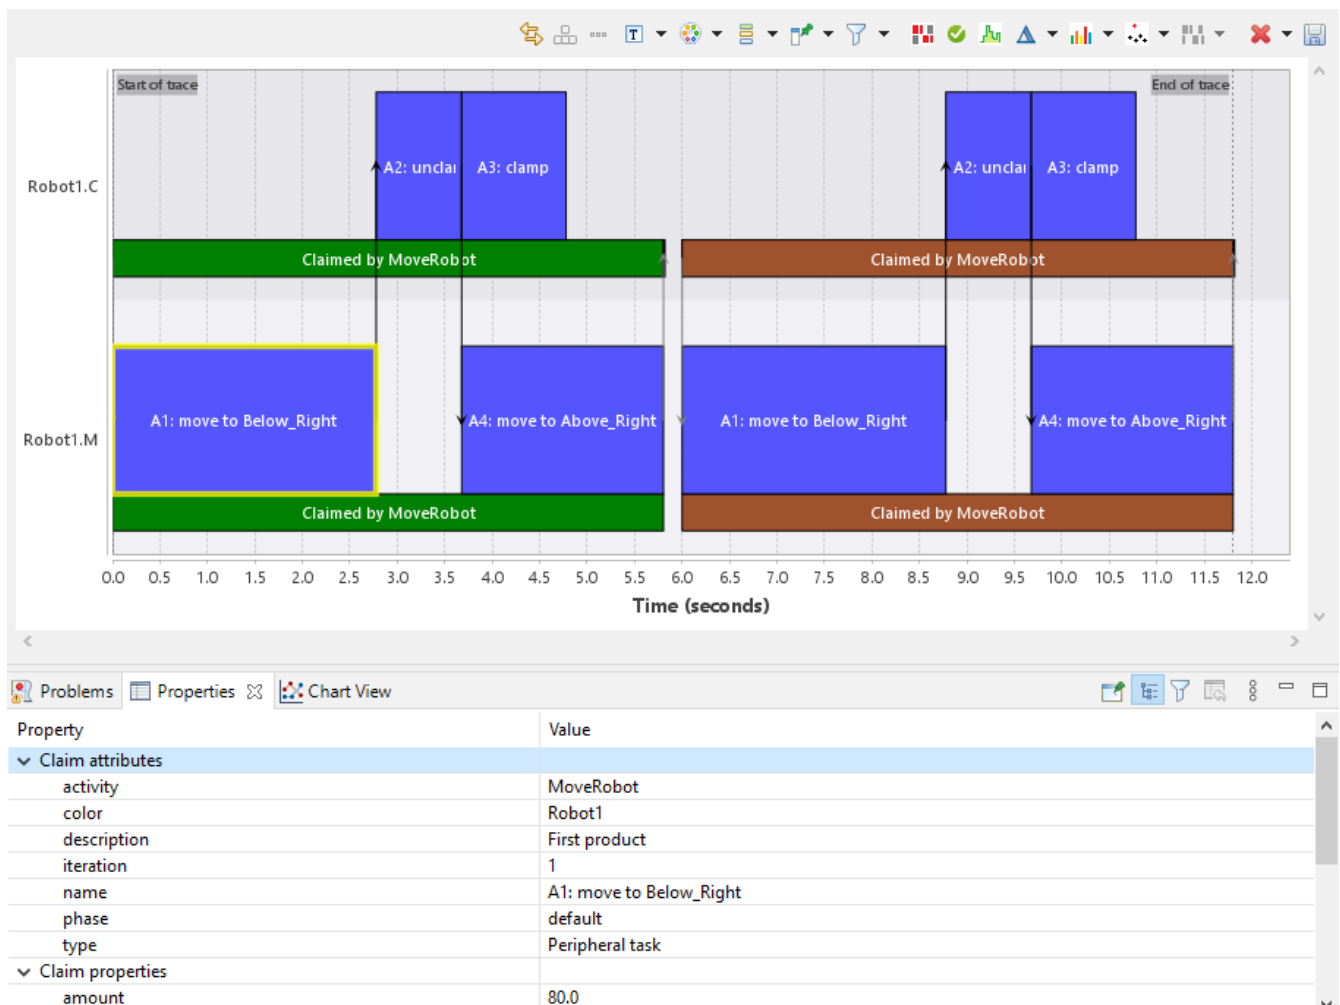 T
Start of trace
End of trace
A2: unclar
A3: clamp
A2: unclar
A3: clamp
Robot1.C
Claimed by MoveRobot
Claimed by MoveRobot
A1: move to Below_Right
A4: move to Above_Right
A1: move to Below_Right
A4: move to Above_Right
Robot1.M
Claimed by MoveRobot
Claimed by MoveRobot
0.0 0.5 1.0 1.5 2.0 2.5 3.0 3.5 4.0 4.5 5.0 5.5 6.0 6.5 7.0 7.5 8.0 8.5 9.0 9.5 10.0 10.5 11.0 11.5 12.0
Time (seconds)
Problems Properties Chart View
Property Value
Claim attributes
activity MoveRobot
color Robot1
description First product
iteration 1
name A1: move to Below_Right
phase default
type Peripheral task
Claim properties
amount 80.0